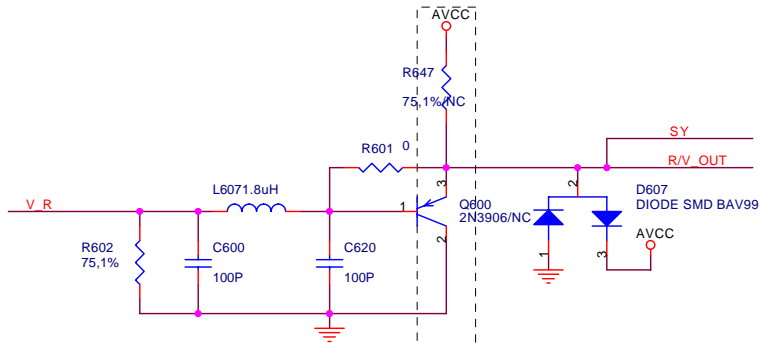 AVCC
R647
75,1%/NC
R601 0
SY
R/V_OUT
L6071.8uH
V_R
1
3
Q600
2N3906/NC
2
2
D607
DIODE SMD BAV99
AVCC
R602
75,1%
C600
100P
C620
100P
1
3